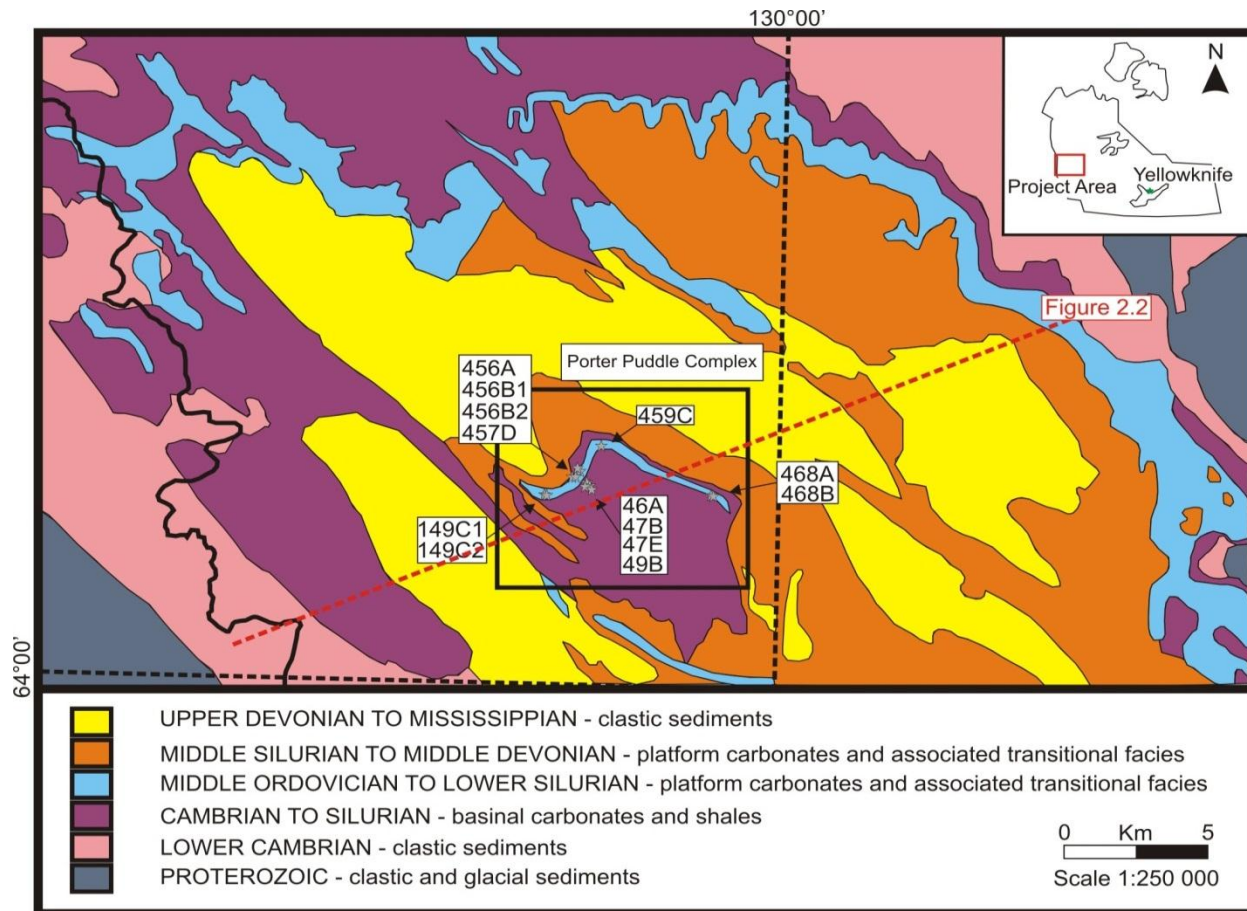 130°00'
N
Yellowknife
Project Area
Figure 2.2
Porter Puddle Complex
456A
456B1
456B2
457D
459C
468A
468B
46A
47B
47E
49B
149C1
149C2
64°00'
UPPER DEVONIAN TO MISSISSIPPIAN - clastic sediments
MIDDLE SILURIAN TO MIDDLE DEVONIAN - platform carbonates and associated transitional facies
MIDDLE ORDOVICIAN TO LOWER SILURIAN - platform carbonates and associated transitional facies
CAMBRIAN TO SILURIAN - basinal carbonates and shales
LOWER CAMBRIAN - clastic sediments
PROTEROZOIC - clastic and glacial sediments
0 Km 5
Scale 1:250 000